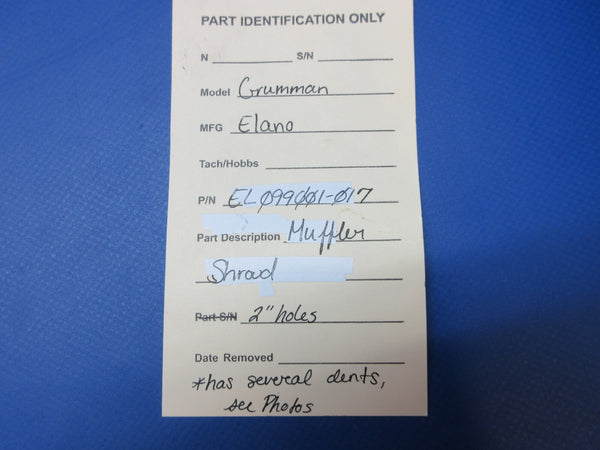 PART IDENTIFICATION ONLY
N S/N
Model Grumman
MFG Elano
Tach/Hobbs
P/N EL099001-017
Part Description Muffler
Shroud
Part S/N 2" holes
Date Removed
*has several dents,
see Photos